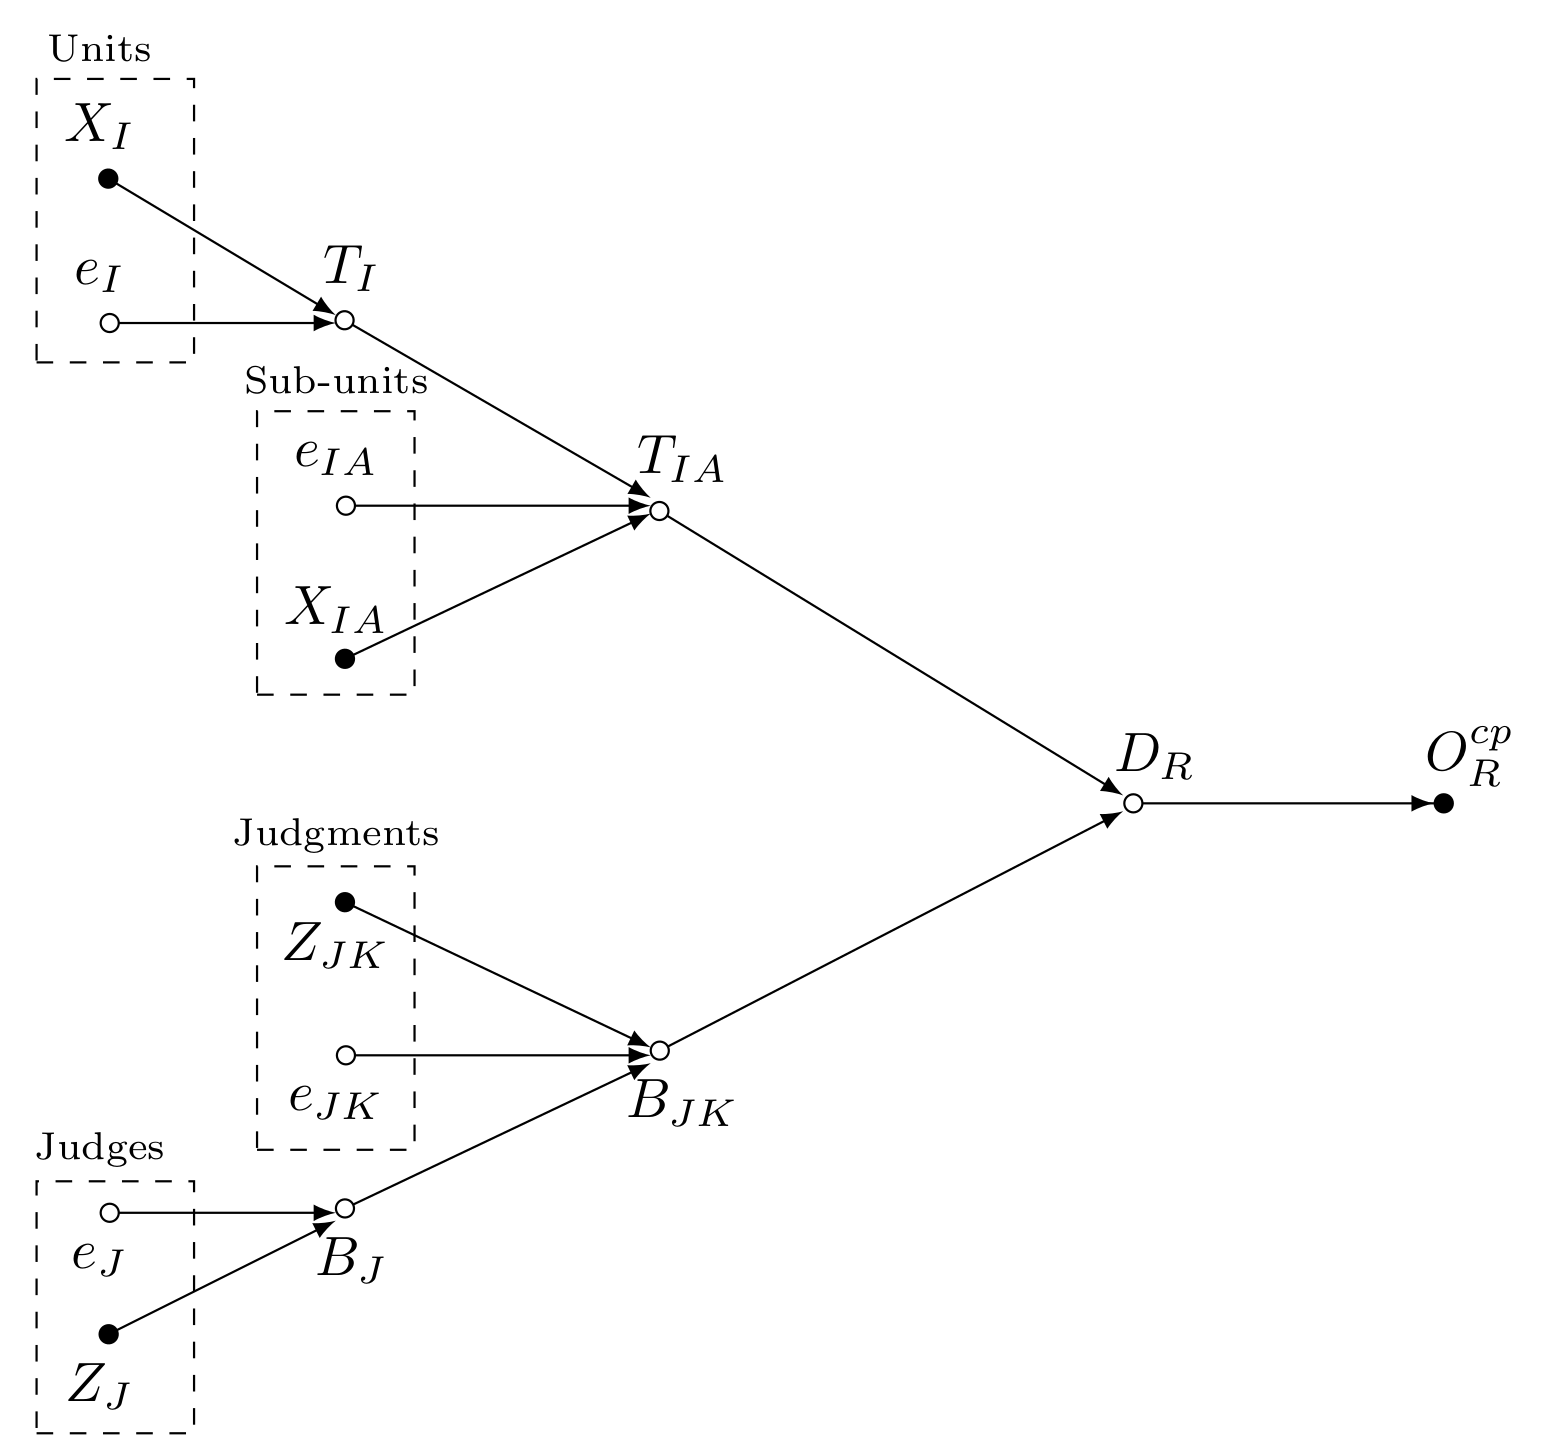 Units
X_I
e_I
T_I
Sub-units
e_{IA}
T_{IA}
X_{IA}
D_R
O_R^{cp}
Judgments
Z_{JK}
e_{JK}
B_{JK}
Judges
e_J
B_J
Z_J